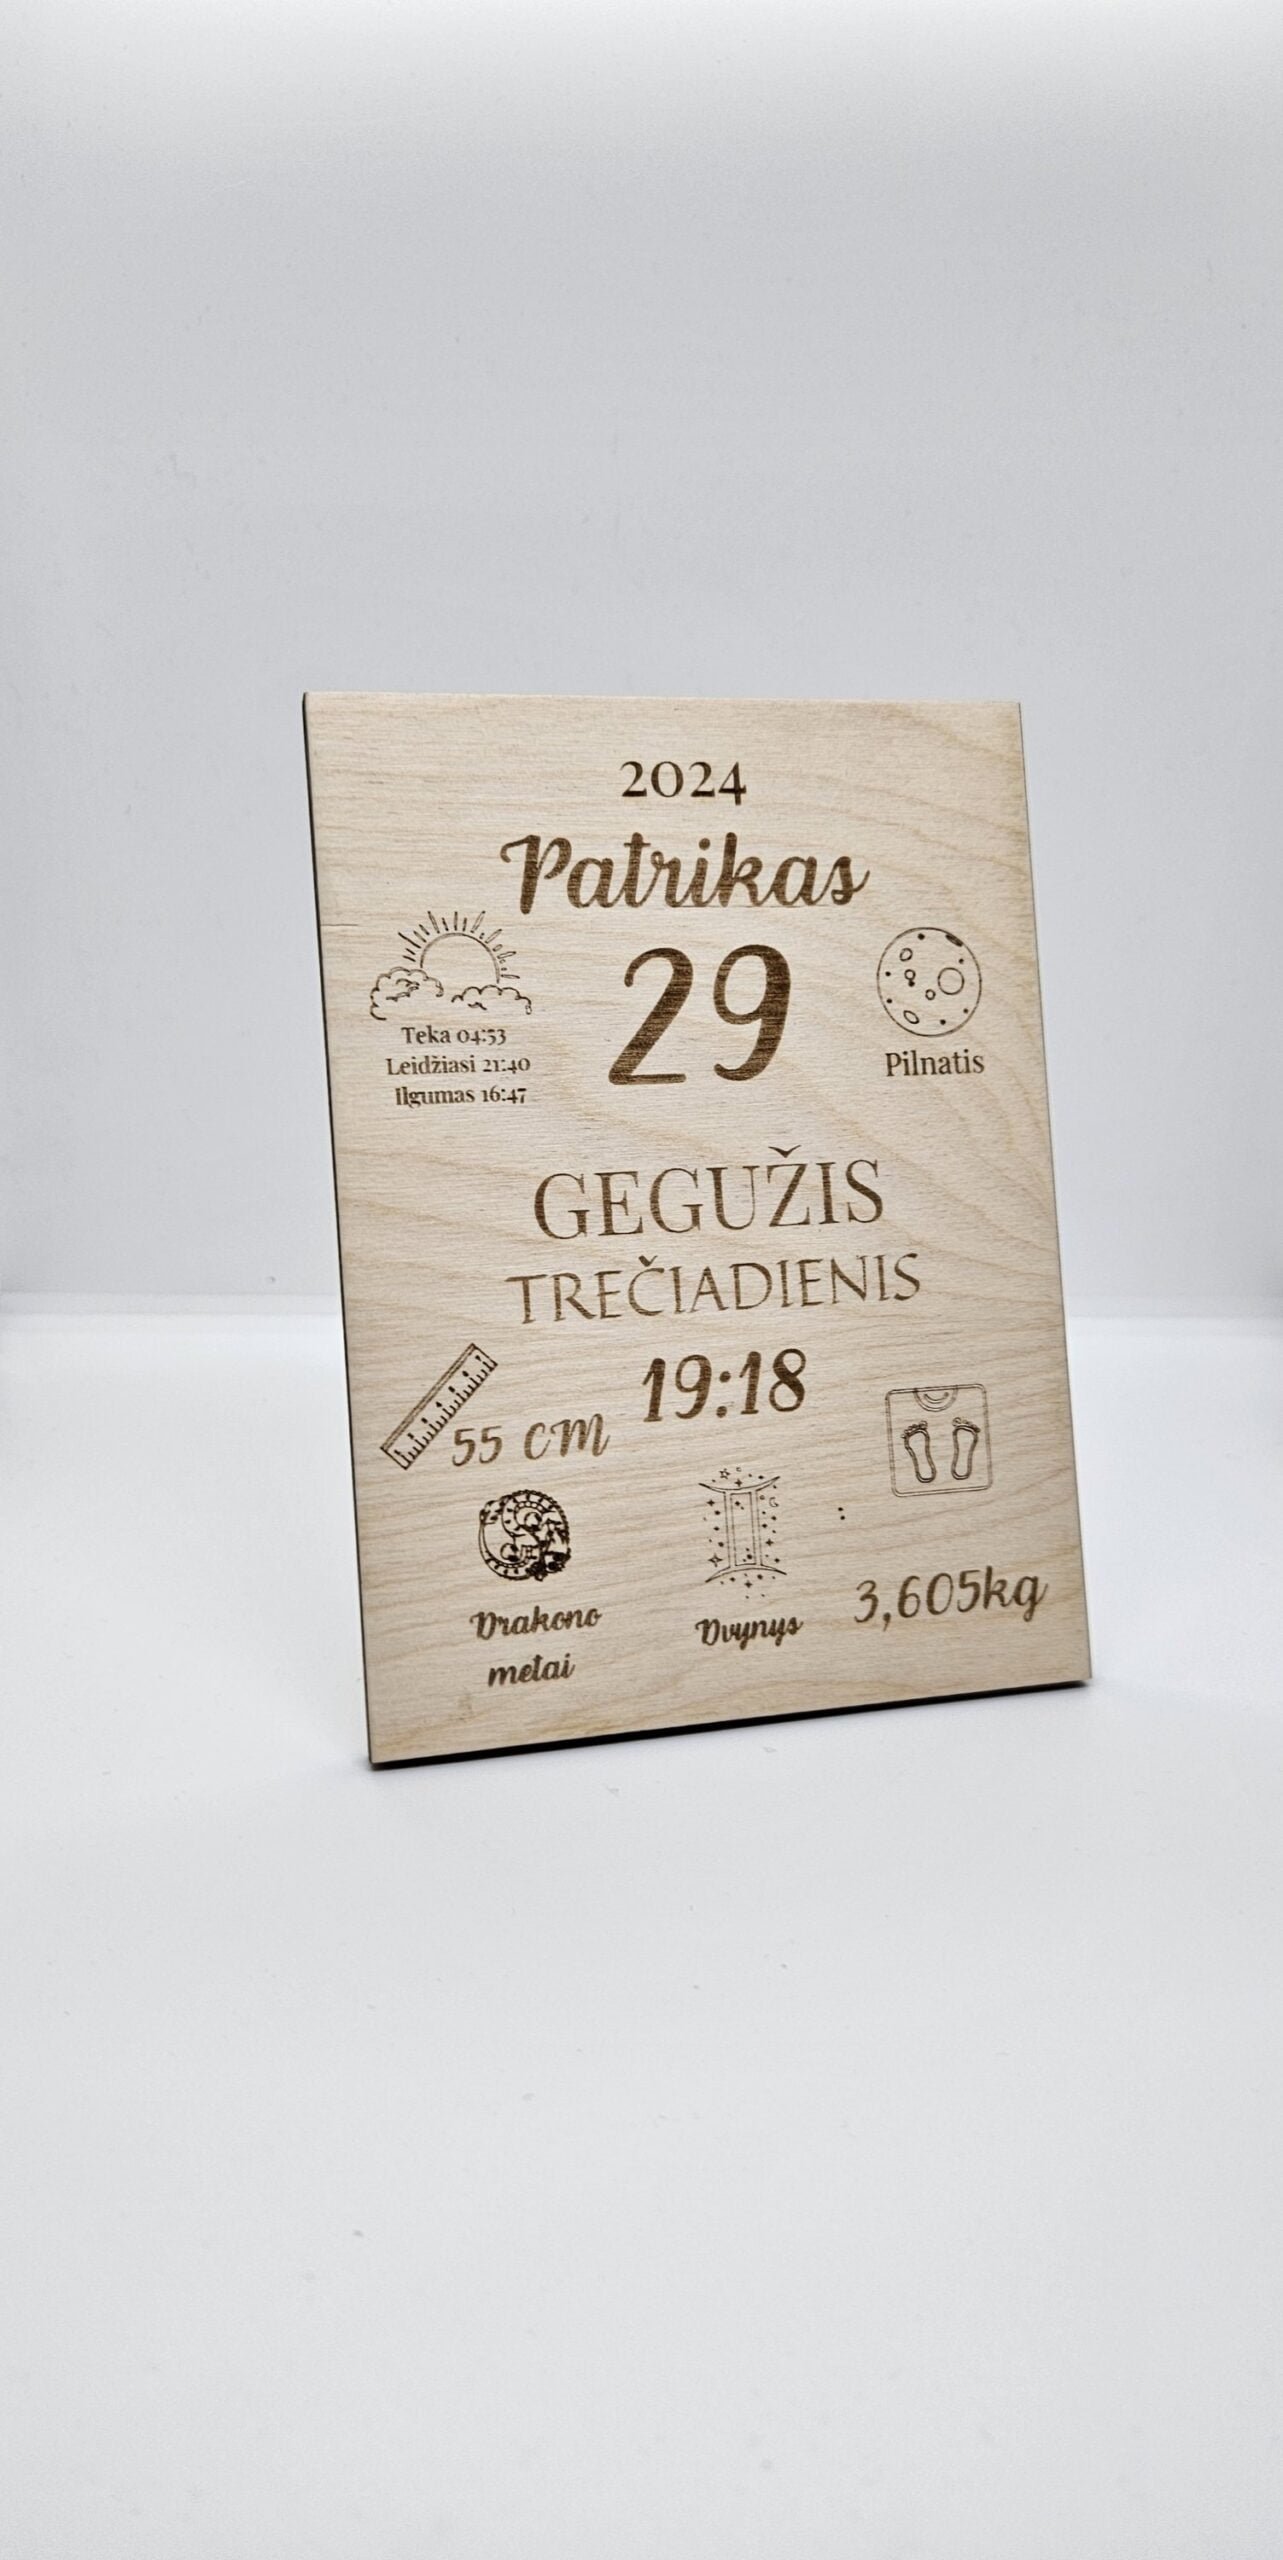 2024
Patrikas
29
Teka 04:53
Leidžiasi 21:40
Ilgumas 16:47
Pilnatis
GEGUŽIS
TREČIADIENIS
19:18
55 cm
Drakono
metai
Dvynys
3,605kg